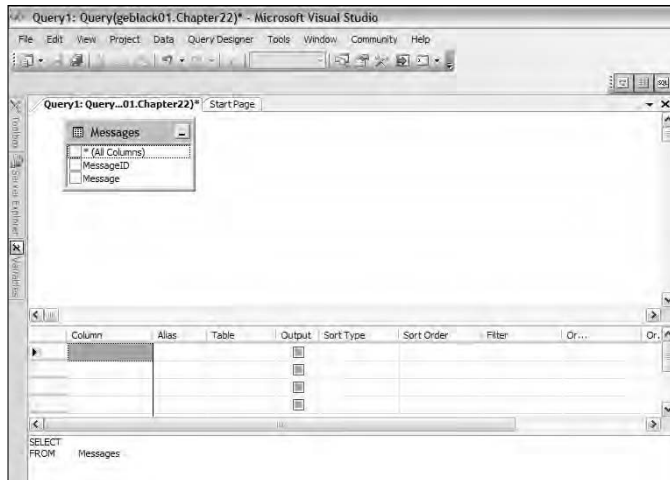 Query1: Query(geblack01.Chapter22)* - Microsoft Visual Studio
File Edit View Project Data Query Designer Tools Window Community Help
Query1: Query...01.Chapter22)* Start Page
Toolbox
Server Explorer
Messages
* (All Columns)
MessageID
Message
Column Alias Table Output Sort Type Sort Order Filter Or... Or.
SELECT
FROM Messages